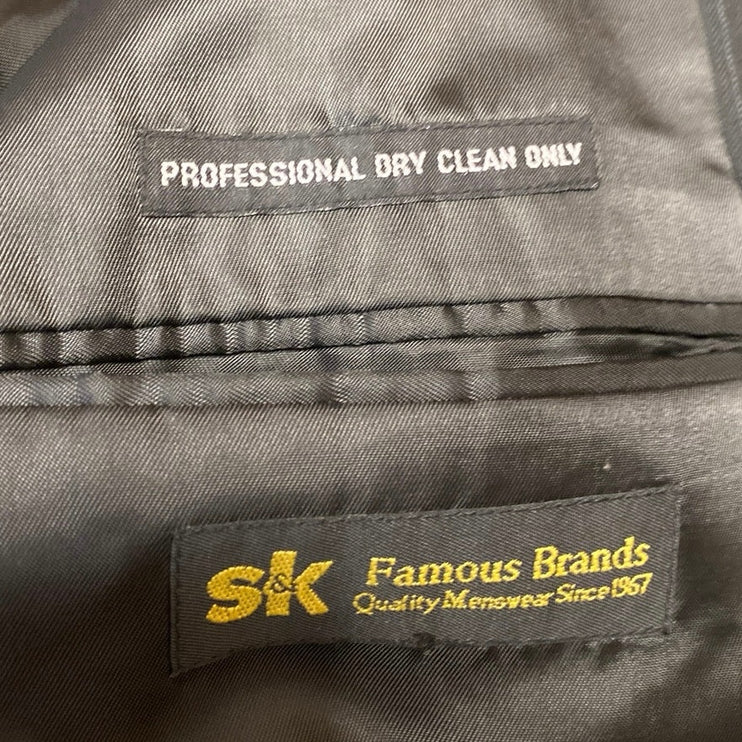 PROFESSIONAL DRY CLEAN ONLY
S&K Famous Brands
Quality Menswear Since 1967